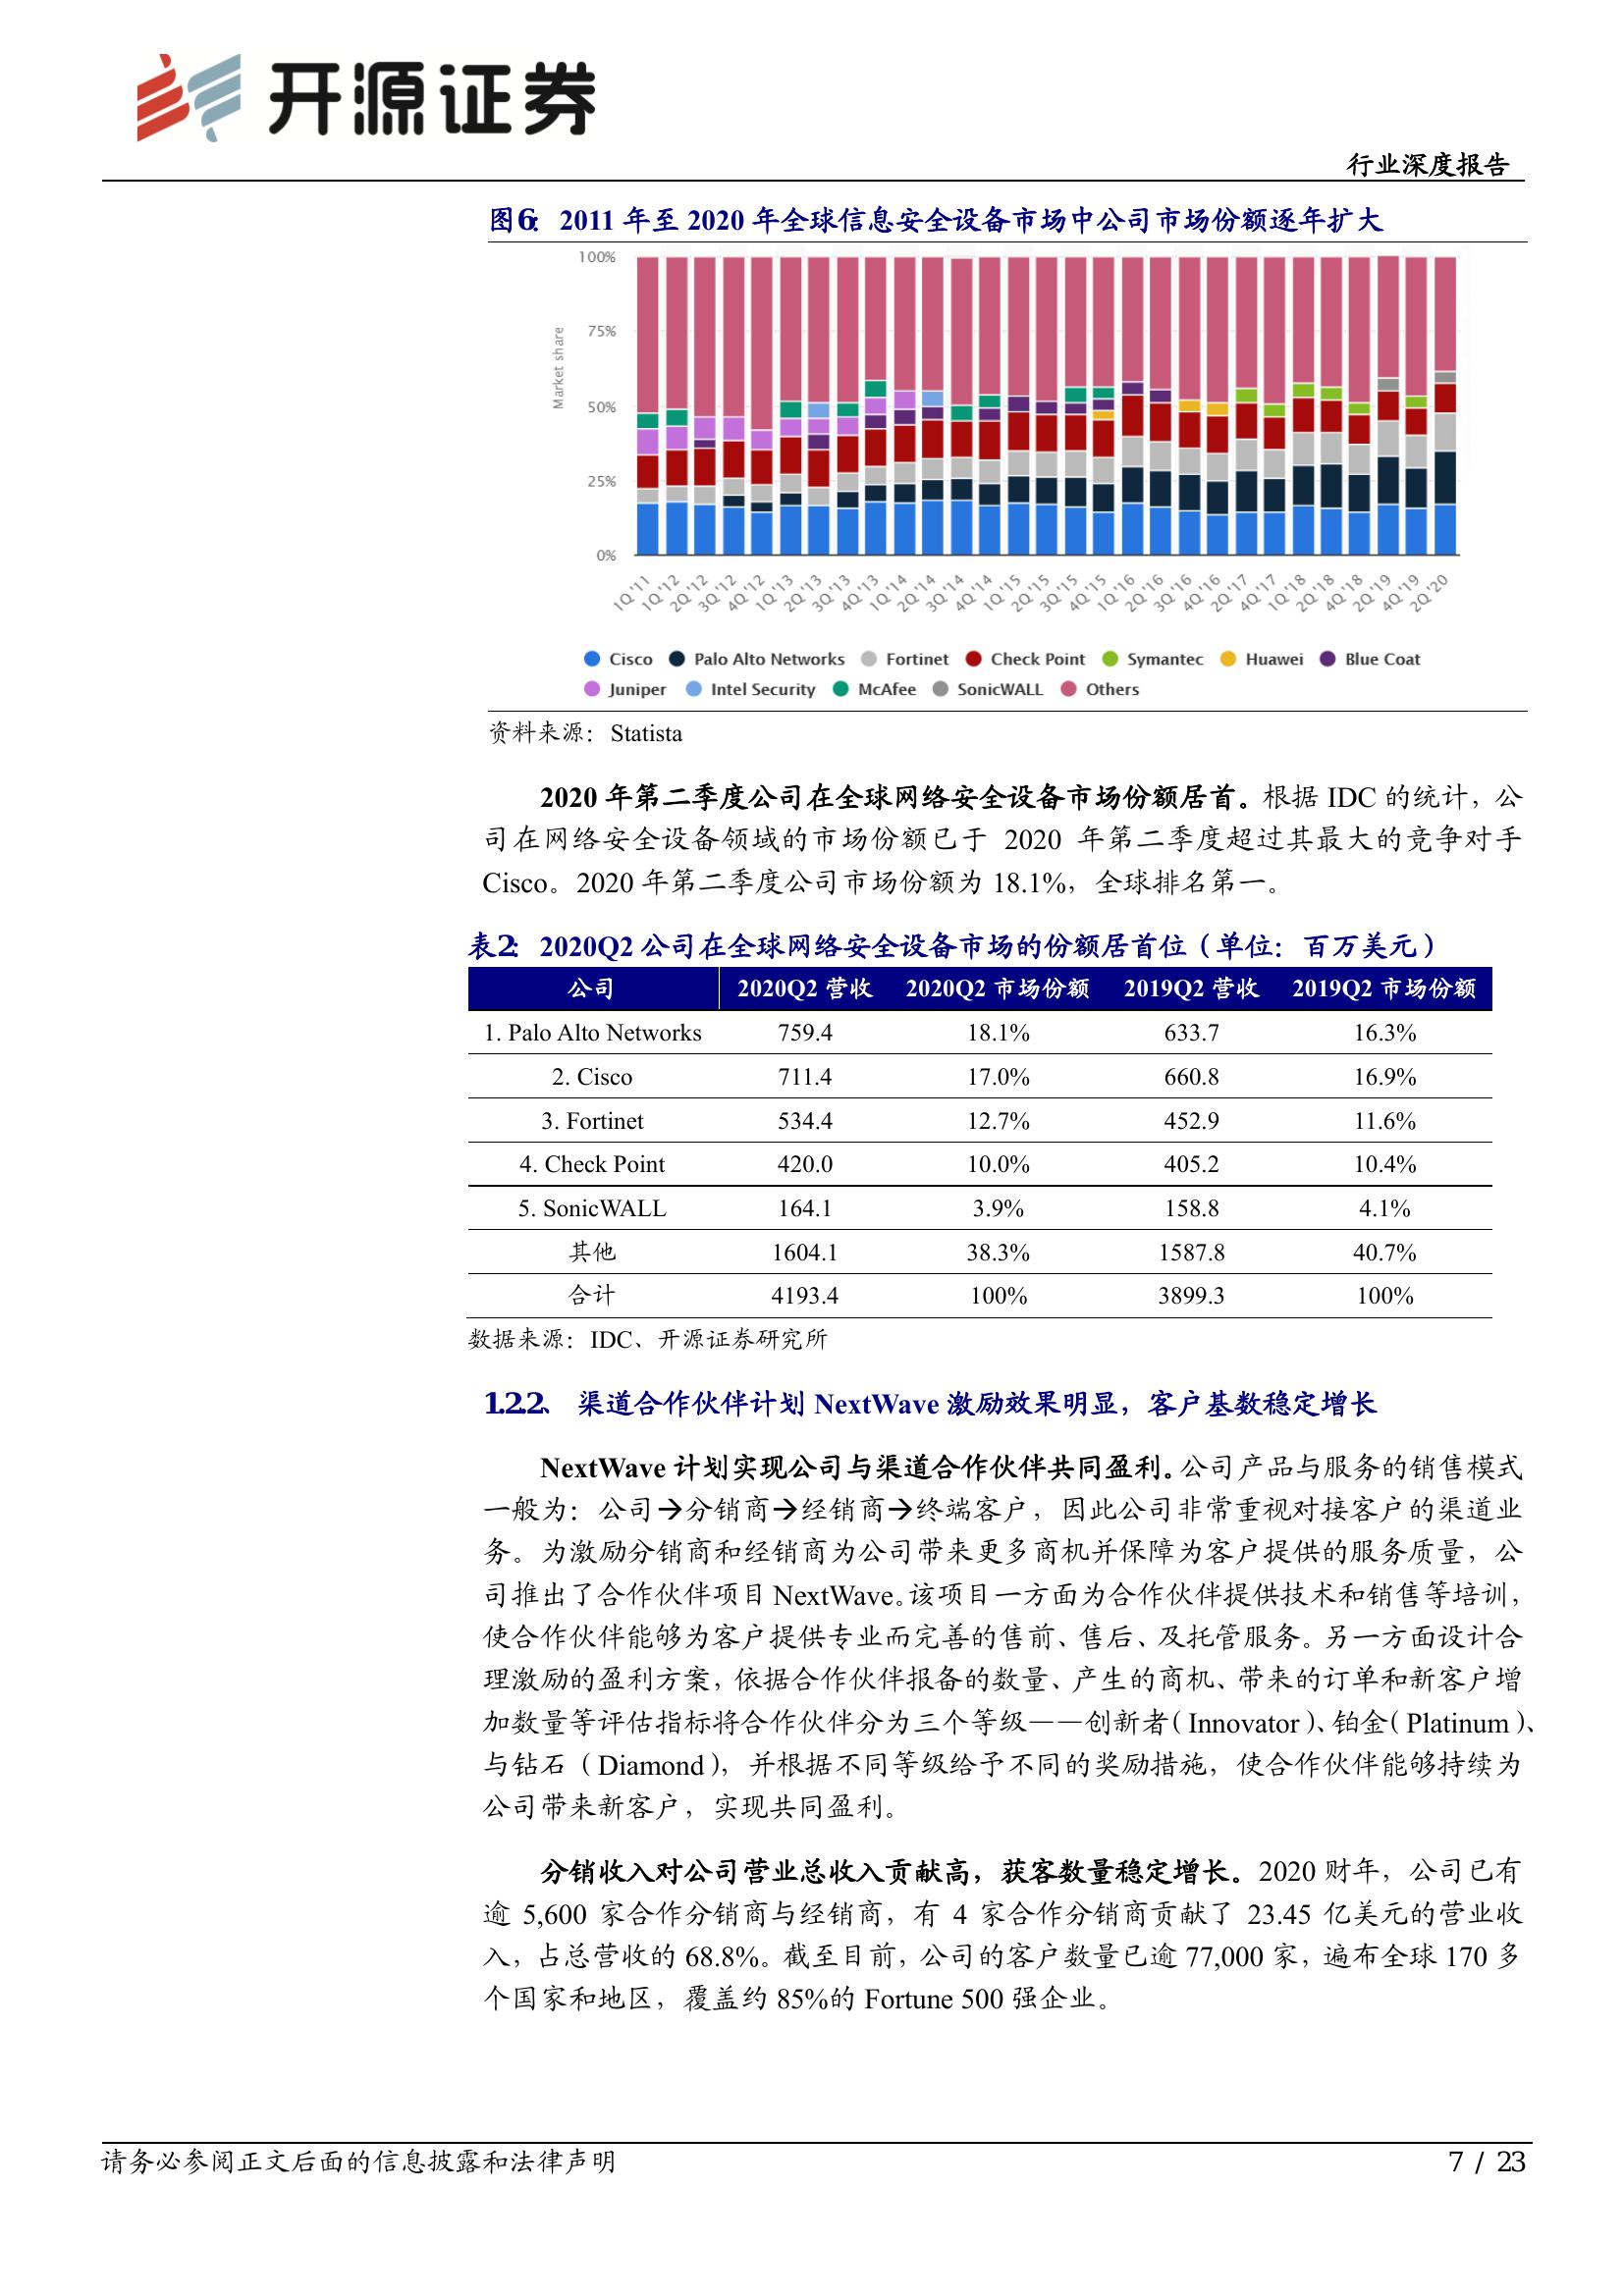 开源证券
行业深度报告
图6： 2011 年至 2020 年全球信息安全设备市场中公司市场份额逐年扩大
100%
75%
50%
25%
0%
Market share
1Q'11 1Q'12 2Q'12 3Q'12 4Q'12 1Q'13 2Q'13 3Q'13 4Q'13 1Q'14 2Q'14 3Q'14 4Q'14 1Q'15 2Q'15 3Q'15 4Q'15 1Q'16 2Q'16 3Q'16 4Q'16 2Q'17 4Q'17 1Q'18 2Q'18 4Q'18 2Q'19 4Q'19 2Q'20
Cisco Palo Alto Networks Fortinet Check Point Symantec Huawei Blue Coat
Juniper Intel Security McAfee SonicWALL Others
资料来源：Statista
2020 年第二季度公司在全球网络安全设备市场份额居首。根据 IDC 的统计，公
司在网络安全设备领域的市场份额已于 2020 年第二季度超过其最大的竞争对手
Cisco。2020 年第二季度公司市场份额为 18.1%，全球排名第一。
表2： 2020Q2 公司在全球网络安全设备市场的份额居首位（单位：百万美元）
公司 2020Q2 营收 2020Q2 市场份额 2019Q2 营收 2019Q2 市场份额
1. Palo Alto Networks 759.4 18.1% 633.7 16.3%
2. Cisco 711.4 17.0% 660.8 16.9%
3. Fortinet 534.4 12.7% 452.9 11.6%
4. Check Point 420.0 10.0% 405.2 10.4%
5. SonicWALL 164.1 3.9% 158.8 4.1%
其他 1604.1 38.3% 1587.8 40.7%
合计 4193.4 100% 3899.3 100%
数据来源：IDC、开源证券研究所
1.2.2、 渠道合作伙伴计划 NextWave 激励效果明显，客户基数稳定增长
NextWave 计划实现公司与渠道合作伙伴共同盈利。公司产品与服务的销售模式
一般为：公司→分销商→经销商→终端客户，因此公司非常重视对接客户的渠道业
务。为激励分销商和经销商为公司带来更多商机并保障为客户提供的服务质量，公
司推出了合作伙伴项目 NextWave。该项目一方面为合作伙伴提供技术和销售等培训，
使合作伙伴能够为客户提供专业而完善的售前、售后、及托管服务。另一方面设计合
理激励的盈利方案，依据合作伙伴报备的数量、产生的商机、带来的订单和新客户增
加数量等评估指标将合作伙伴分为三个等级——创新者（Innovator）、铂金（Platinum）、
与钻石（Diamond），并根据不同等级给予不同的奖励措施，使合作伙伴能够持续为
公司带来新客户，实现共同盈利。
分销收入对公司营业总收入贡献高，获客数量稳定增长。2020 财年，公司已有
逾 5,600 家合作分销商与经销商，有 4 家合作分销商贡献了 23.45 亿美元的营业收
入，占总营收的 68.8%。截至目前，公司的客户数量已逾 77,000 家，遍布全球 170 多
个国家和地区，覆盖约 85%的 Fortune 500 强企业。
请务必参阅正文后面的信息披露和法律声明
7 / 23